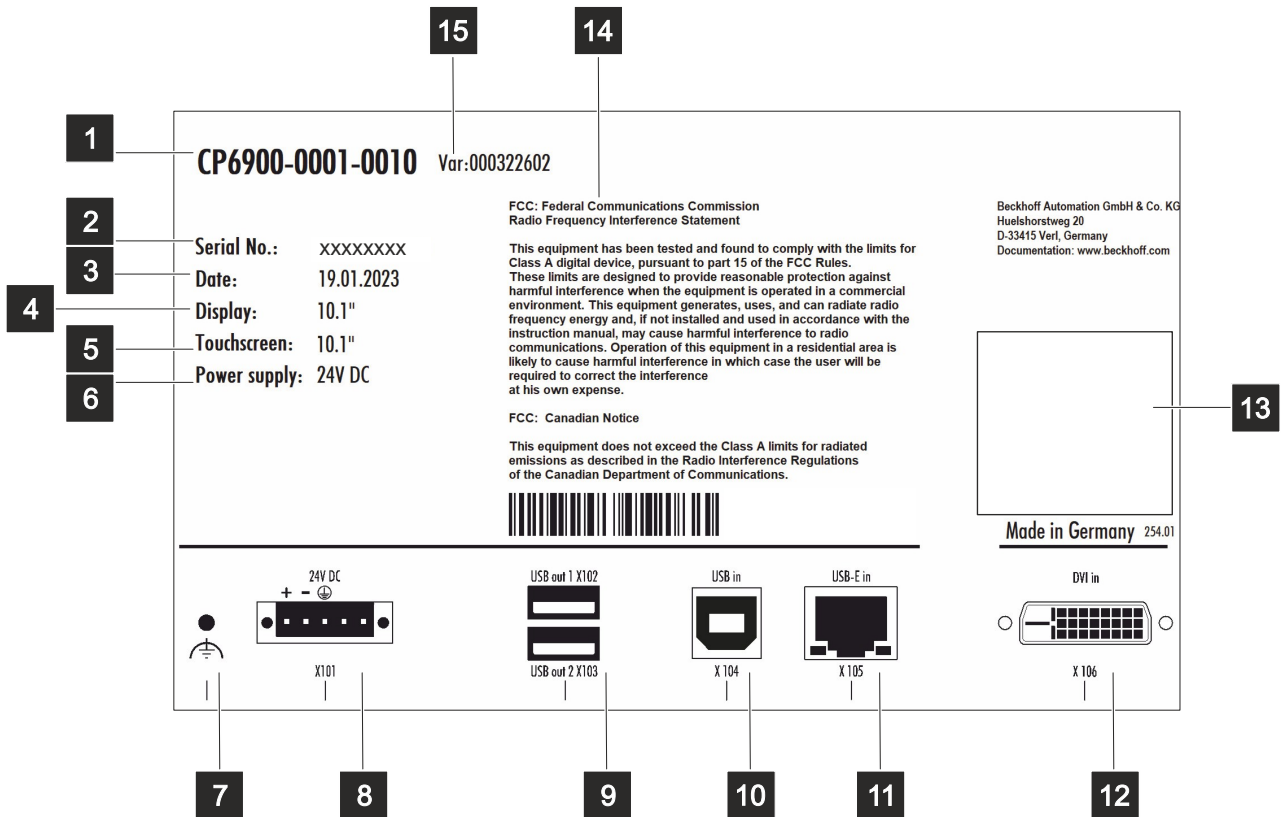 15
14
1
CP6900-0001-0010 Var:000322602
FCC: Federal Communications Commission
Radio Frequency Interference Statement
This equipment has been tested and found to comply with the limits for
Class A digital device, pursuant to part 15 of the FCC Rules.
These limits are designed to provide reasonable protection against
harmful interference when the equipment is operated in a commercial
environment. This equipment generates, uses, and can radiate radio
frequency energy and, if not installed and used in accordance with the
instruction manual, may cause harmful interference to radio
communications. Operation of this equipment in a residential area is
likely to cause harmful interference in which case the user will be
required to correct the interference
at his own expense.
FCC: Canadian Notice
This equipment does not exceed the Class A limits for radiated
emissions as described in the Radio Interference Regulations
of the Canadian Department of Communications.
Beckhoff Automation GmbH & Co. KG
Huelshorstweg 20
D-33415 Verl, Germany
Documentation: www.beckhoff.com
2
Serial No.: XXXXXXXX
3
Date: 19.01.2023
4
Display: 10.1"
5
Touchscreen: 10.1"
6
Power supply: 24V DC
13
Made in Germany 254.01
24V DC
+ -
X101
USB out 1 X102
USB out 2 X103
USB in
X 104
USB-E in
X 105
DVI in
X 106
7
8
9
10
11
12